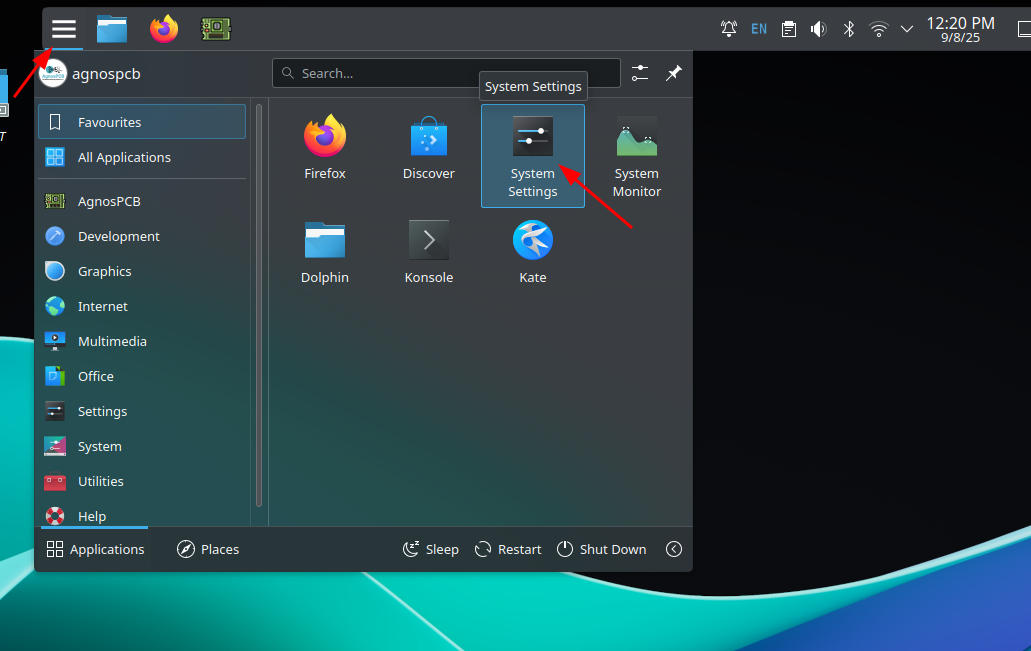 EN
12:20 PM
9/8/25
agnospcb
Search...
System Settings
T
Favourites
All Applications
AgnosPCB
Development
Graphics
Internet
Multimedia
Office
Settings
System
Utilities
Help
Firefox
Discover
System
Settings
System
Monitor
Dolphin
Konsole
Kate
Applications
Places
Sleep
Restart
Shut Down